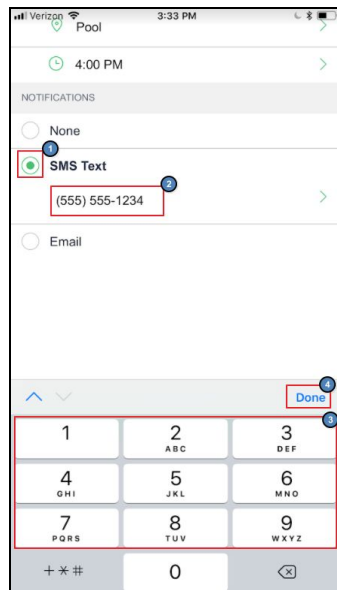 Verizon 3:33 PM
Pool
4:00 PM
NOTIFICATIONS
None
1
SMS Text
2
(555) 555-1234
Email
4
Done
3
1 2 3
ABC DEF
4 5 6
GHI JKL MNO
7 8 9
PQRS TUV WXYZ
+*# 0